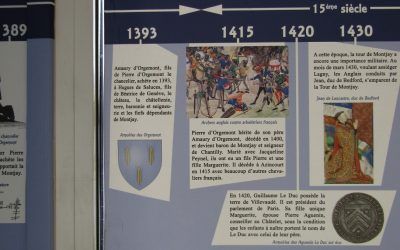 15ème siècle
389
1393
1415
1420
1430
Amaury d'Orgemont, fils
de Pierre d'Orgemont le
chancelier, achète en 1393,
à Hugues de Saluces, fils
de Béatrix de Genève, le
château, la châtellenie,
terre, baronnie et seigneu-
rie et les fiefs dépendants
de Montjay.
Armoiries des Orgemont
Archers anglais contre arbalétriers français
Pierre d'Orgemont hérite de son père
Amaury d'Orgemont, décédé en 1400,
et devient baron de Montjay et seigneur
de Chantilly. Marié avec Jacqueline
Paynel, ils ont eu un fils Pierre et une
fille Marguerite. Il décède à Azincourt
en 1415 avec beaucoup d'autres cheva-
liers français.
A cette époque, la tour de Montjay a
encore une importance militaire. Au
mois de mars 1430, voulant assiéger
Lagny, les Anglais conduits par
Jean, duc de Bedford, s'emparent de
la Tour de Montjay.
Jean de Lancastre, duc de Bedford
En 1420, Guillaume Le Duc possède la
terre de Villevaudé. Il est président du
parlement de Paris. Sa fille unique
Marguerite, épouse Pierre Aguenin,
conseiller au Châtelet, sous la condition
que les enfants à naître portent le nom de
Le Duc avec celui de leur père.
Armoiries des Aguenin Le Duc